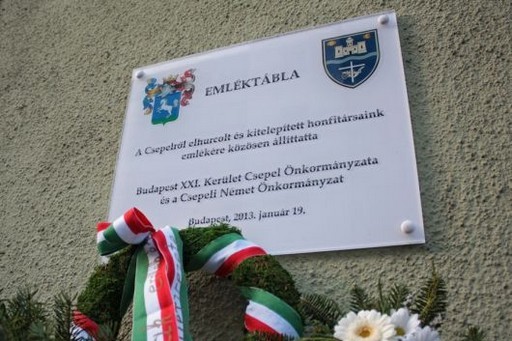 EMLÉKTÁBLA
A Csepelről elhurcolt és kitelepített honfitársaink
emlékére közösen állíttatta
Budapest XXI. Kerület Csepel Önkormányzata
és a Csepeli Német Önkormányzat
Budapest, 2013. január 19.